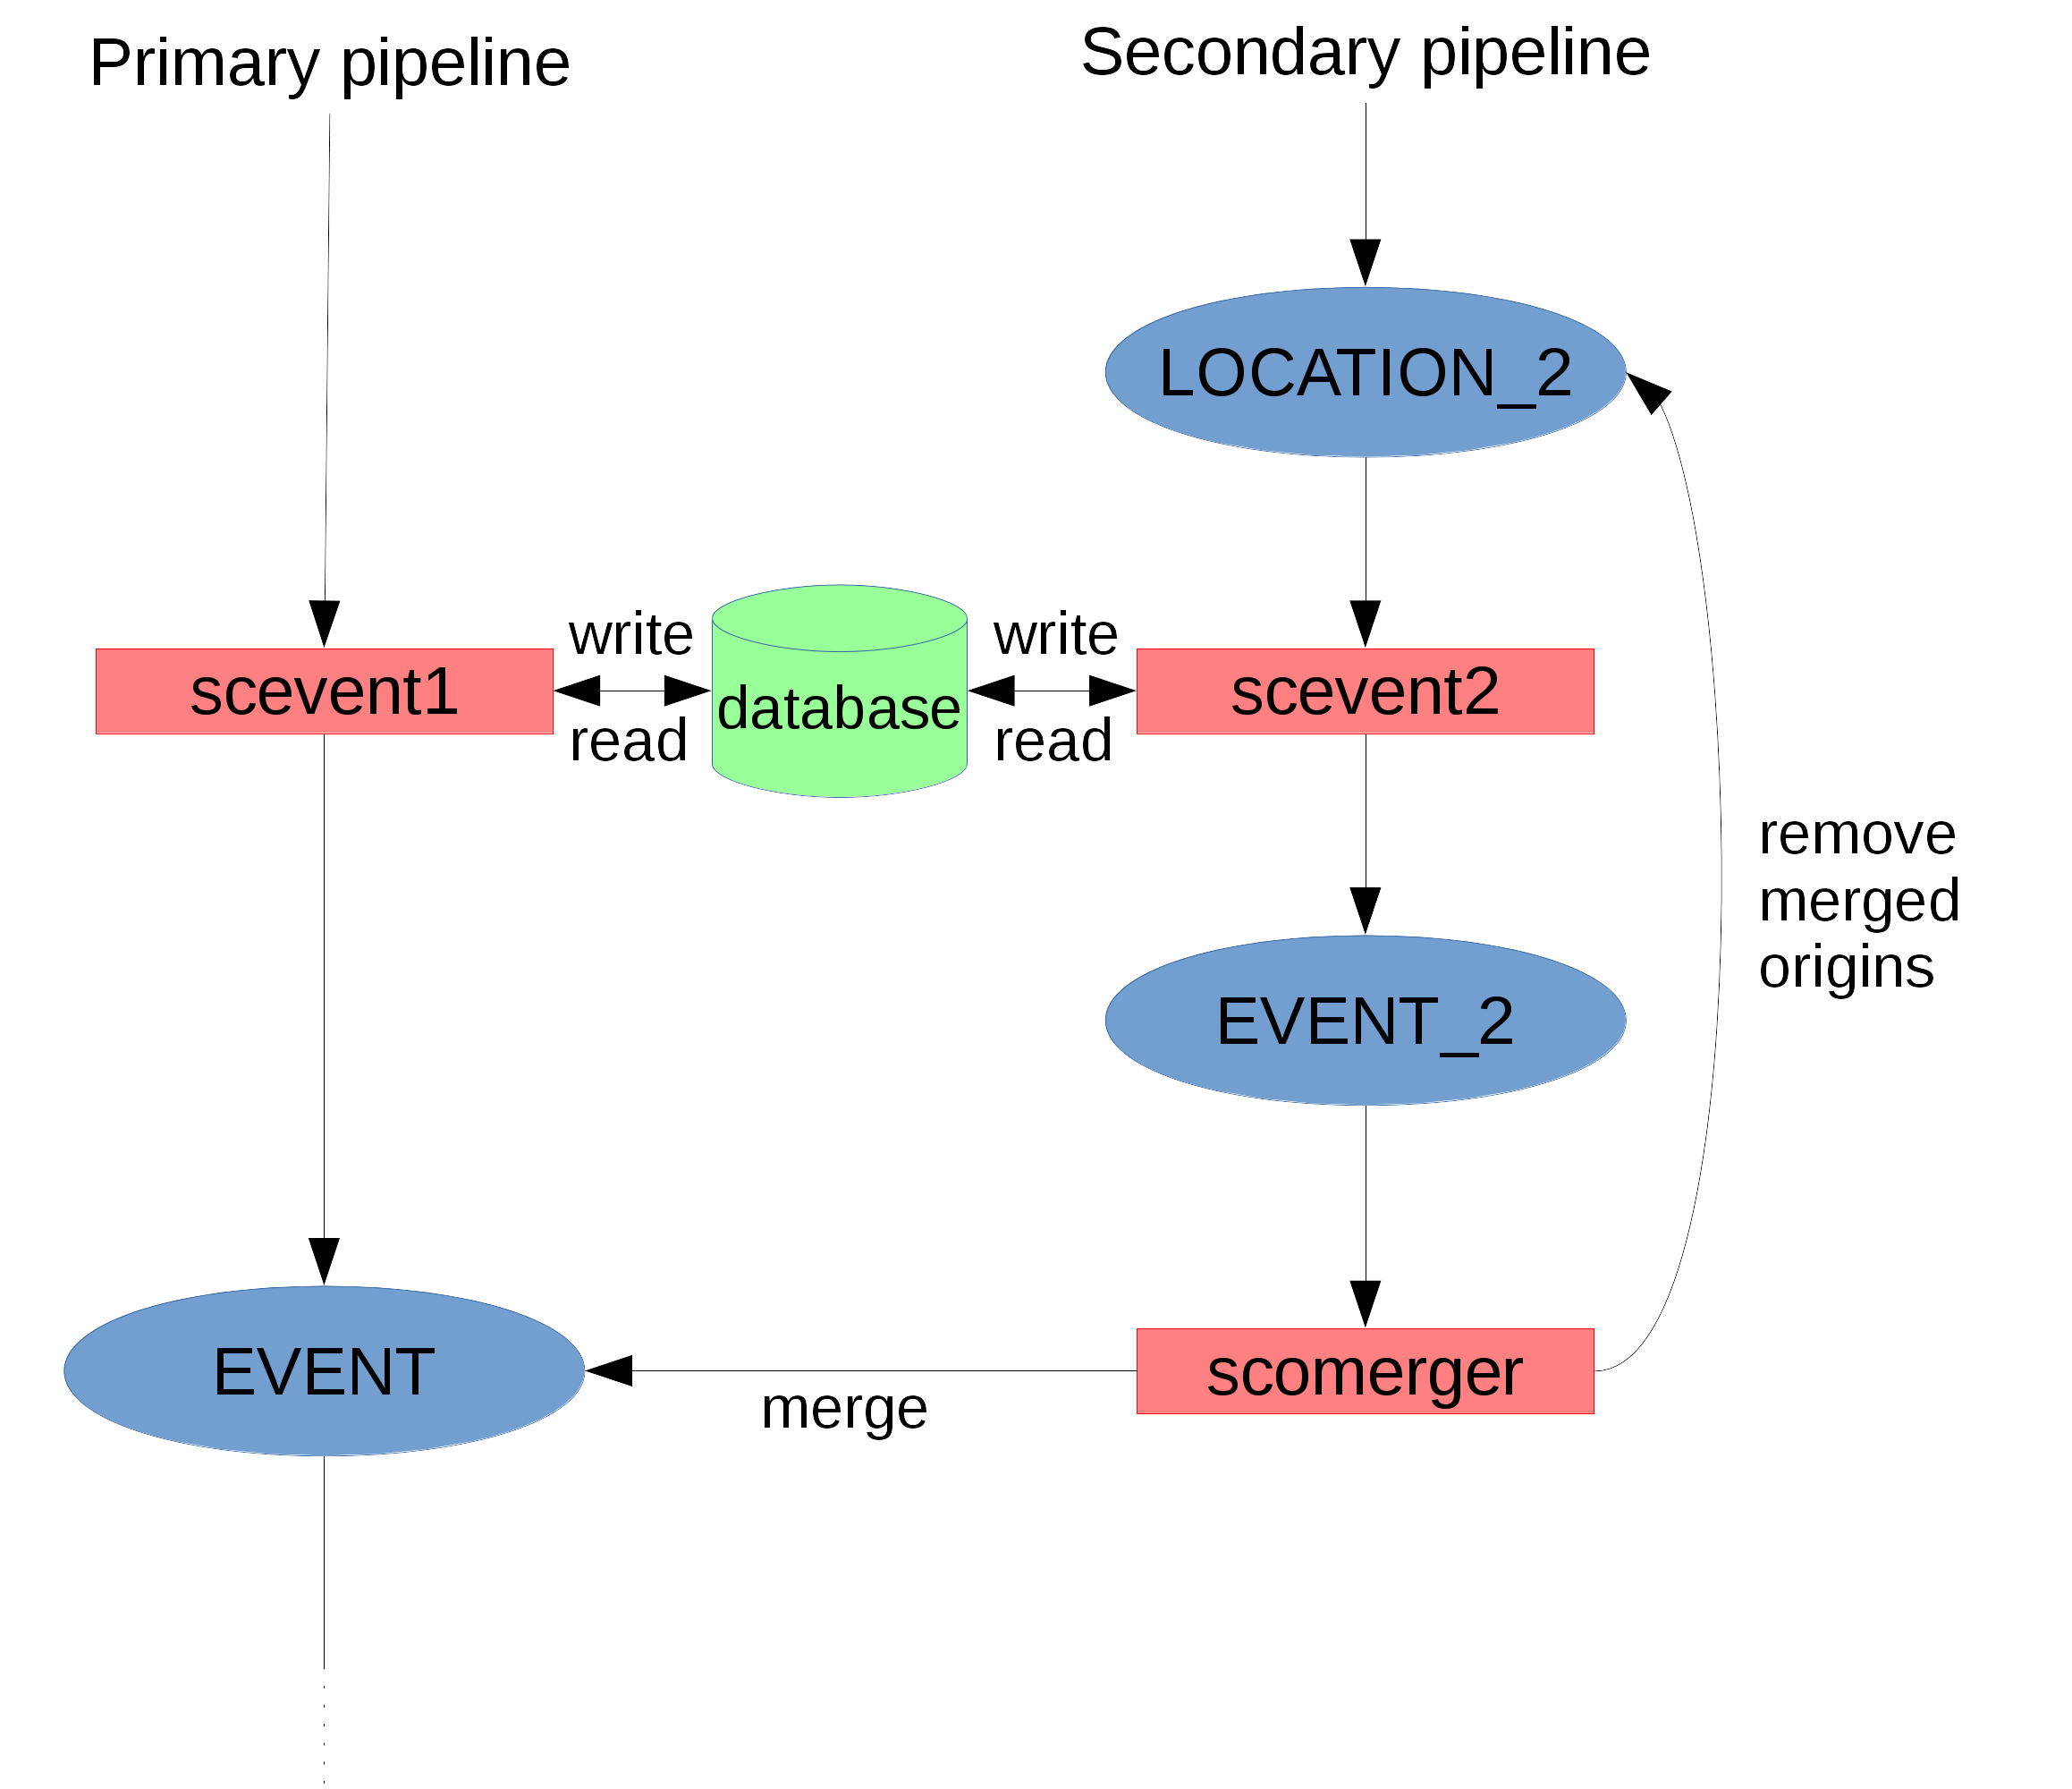 Primary pipeline
Secondary pipeline
LOCATION_2
scevent1
write
read
database
write
read
scevent2
remove
merged
origins
EVENT_2
EVENT
merge
scomerger